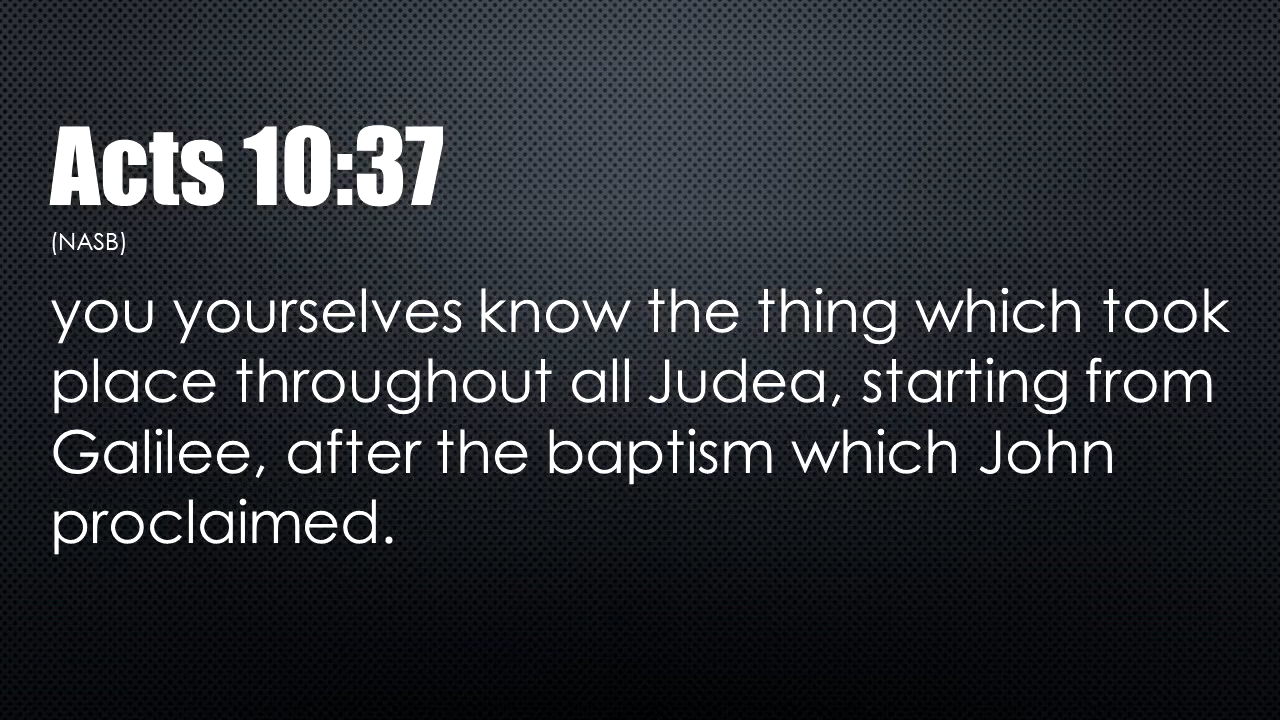 Acts 10:37
(NASB)
you yourselves know the thing which took
place throughout all Judea, starting from
Galilee, after the baptism which John
proclaimed.